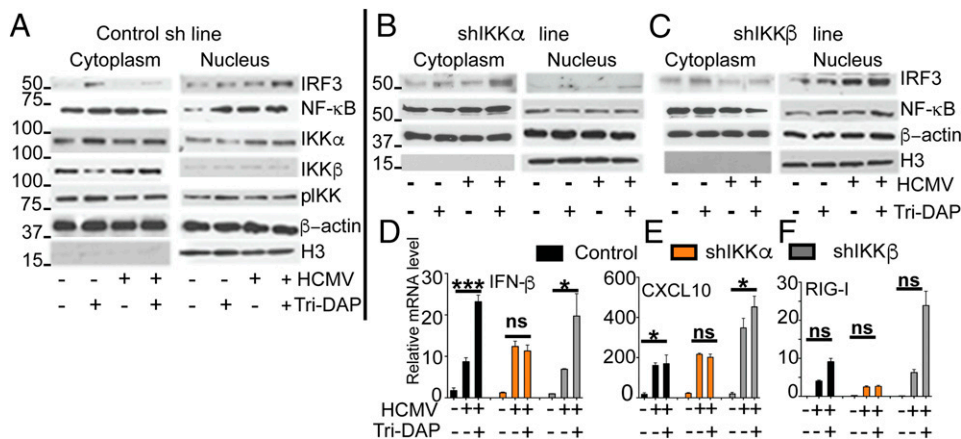 A Control sh line
Cytoplasm Nucleus
50 IRF3
75 NF-κB
100 IKKα
100 IKKβ
100 pIKK
75
37 β-actin
15 H3
- - + + - - + + HCMV
- + - + - + - + Tri-DAP
B shIKKα line
Cytoplasm Nucleus
50
50
37
37
15
- - + + - - + +
- + - + - + - +
C shIKKβ line
Cytoplasm Nucleus
IRF3
NF-κB
β-actin
H3
- - + + - - + + HCMV
- + - + - + - + Tri-DAP
D E F
Control shIKKα shIKKβ
Relative mRNA level
30
20
10
0
IFN-β
*** ns *
HCMV -++ -++ -++
Tri-DAP --+ --+ --+
600
400
200
0
CXCL10
* ns *
-++ -++ -++
--+ --+ --+
30
20
10
0
RIG-I
ns ns ns
-++ -++ -++
--+ --+ --+